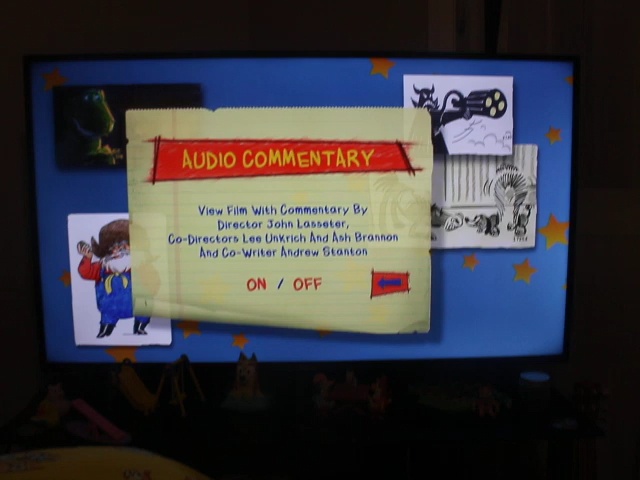 AUDIO COMMENTARY
View Film With Commentary By
Director John Lasseter,
Co-Directors Lee Unkrich And Ash Brannon
And Co-Writer Andrew Stanton
ON / OFF